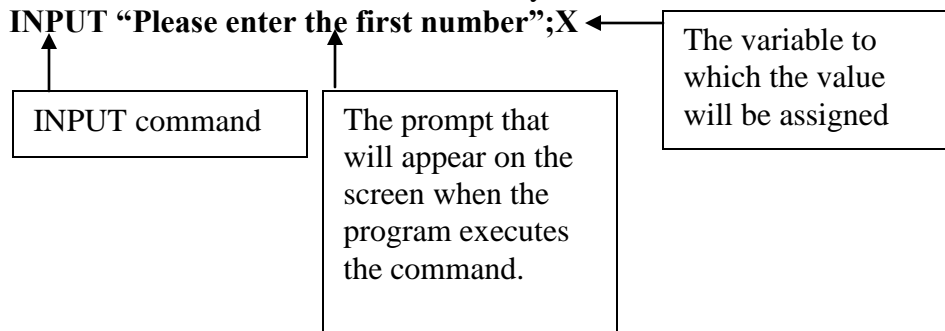 INPUT “Please enter the first number”;X
The variable to
which the value
will be assigned
INPUT command
The prompt that
will appear on the
screen when the
program executes
the command.